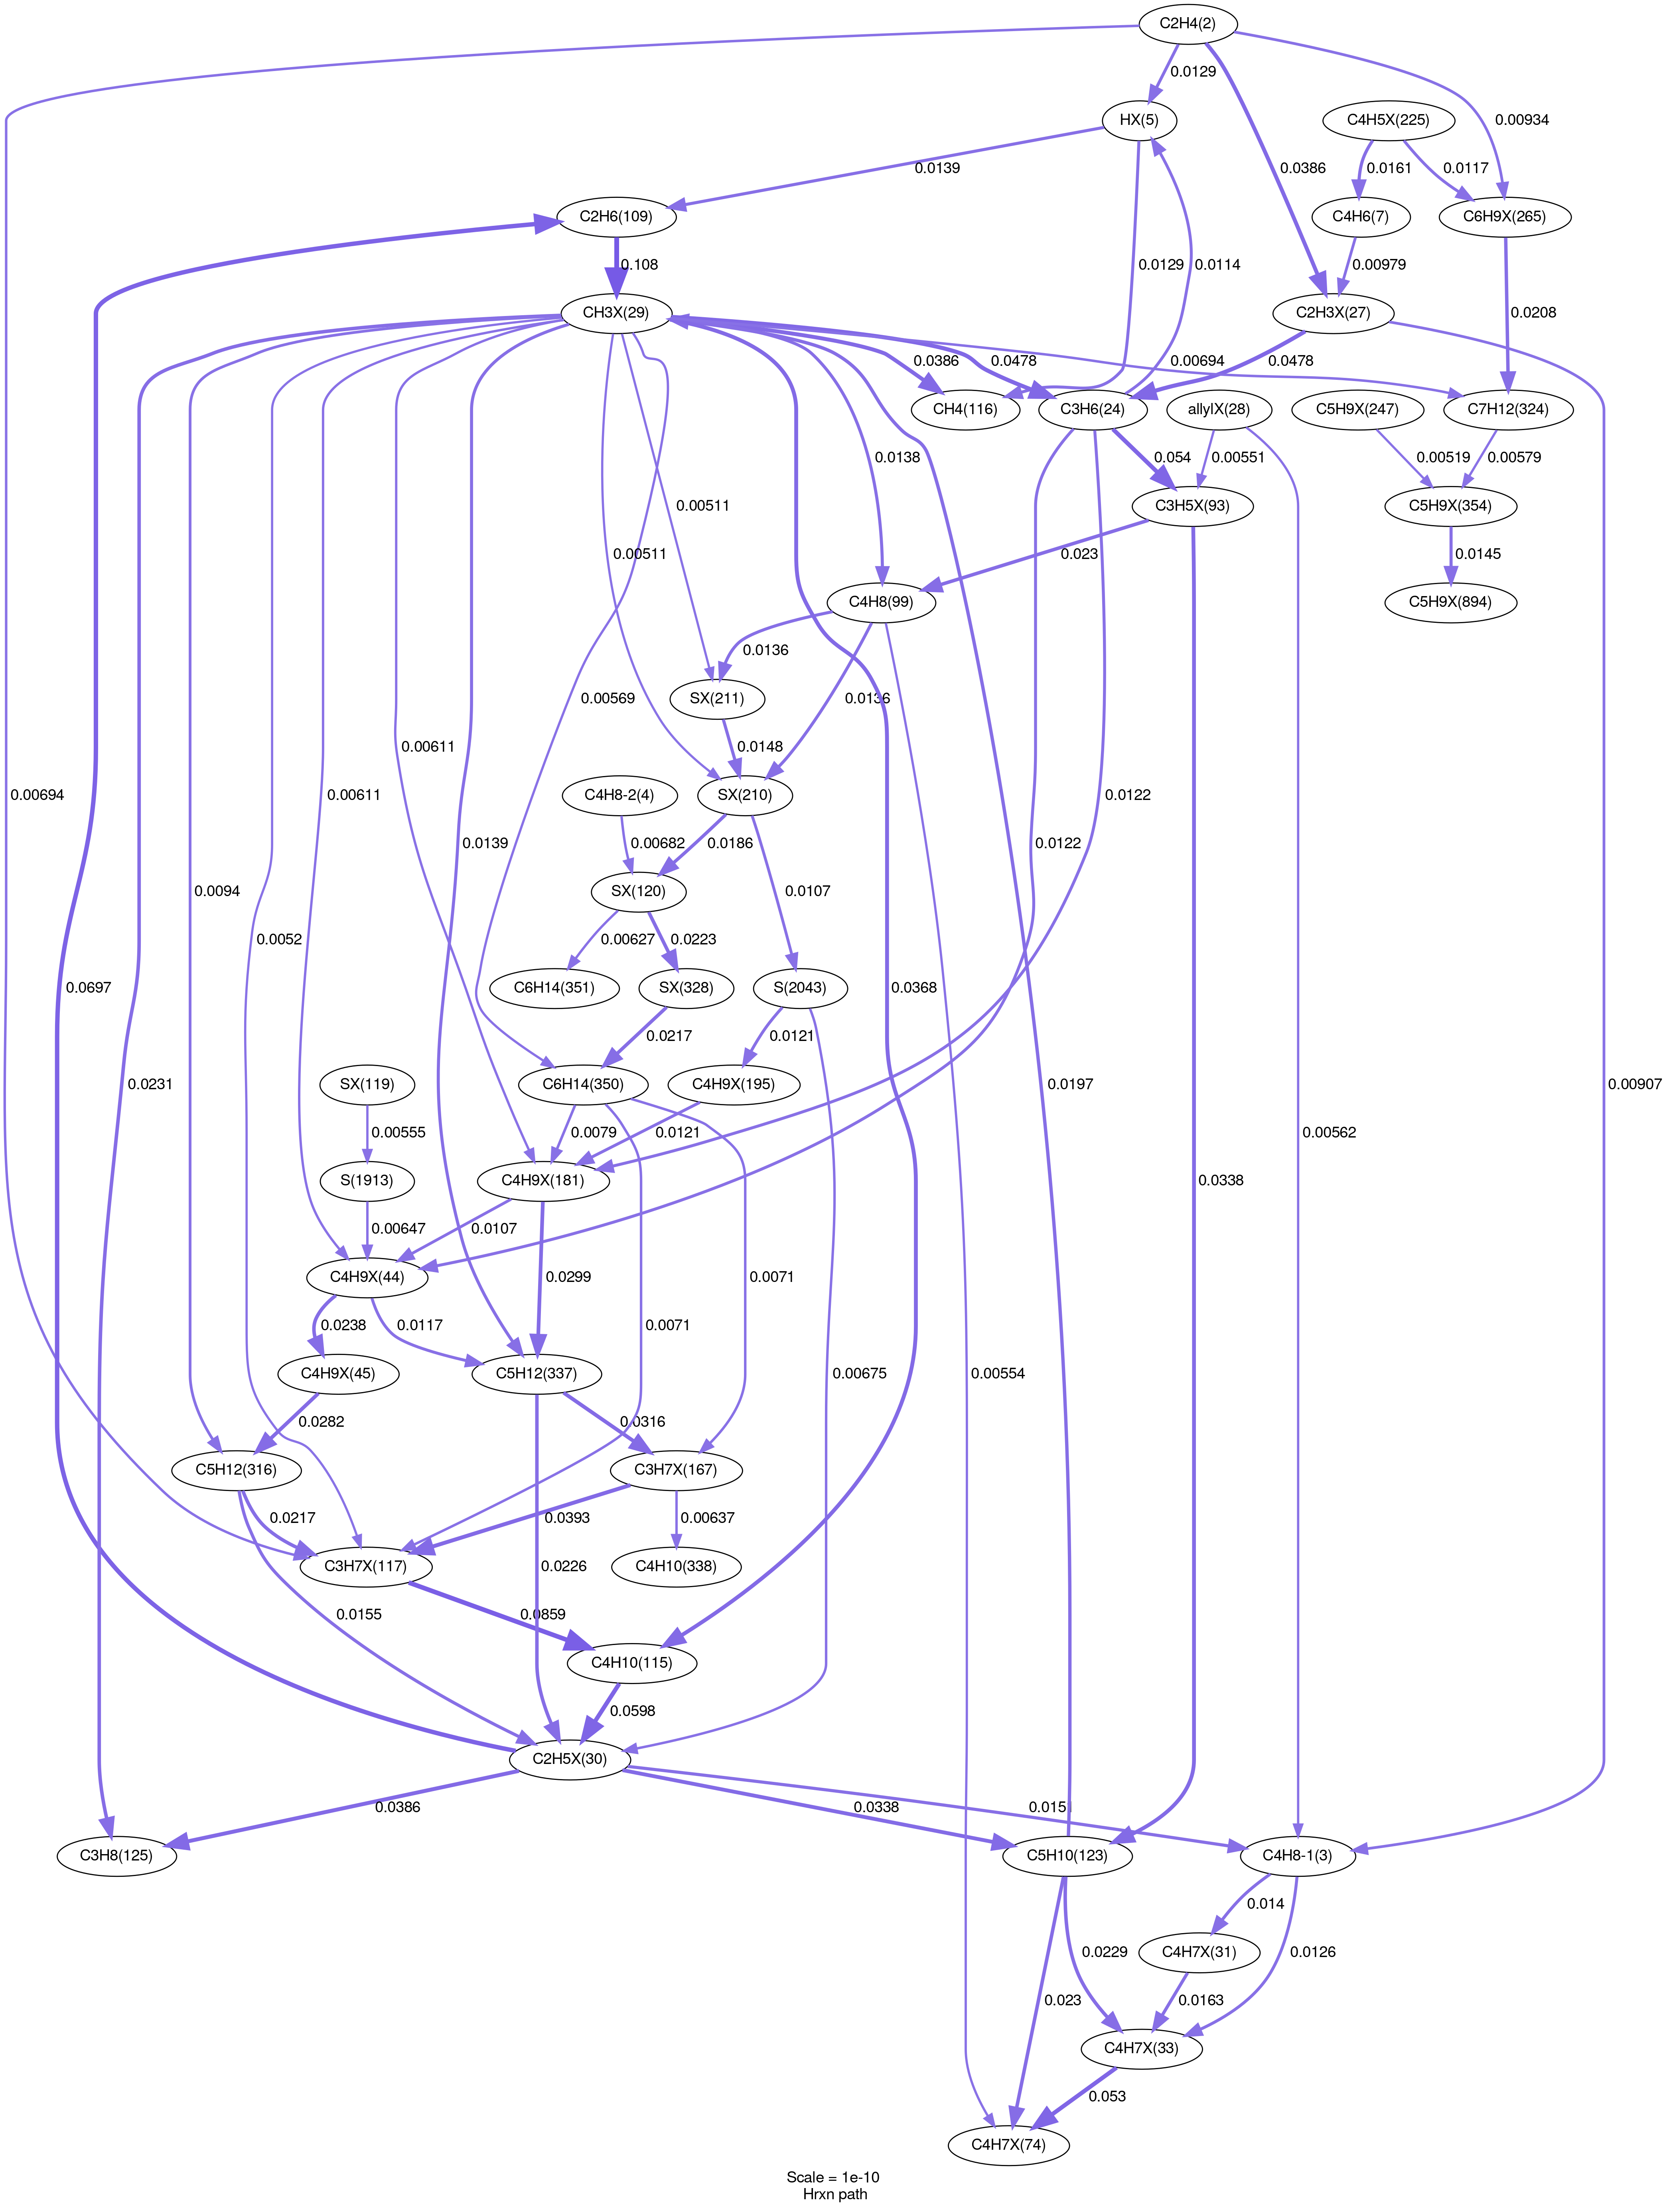 C2H4(2)
0.0129
HX(5)
C4H5X(225)
0.00934
0.0139
0.0386
0.0161
0.0117
C2H6(109)
C4H6(7)
C6H9X(265)
0.108
0.0129
0.0114
0.00979
CH3X(29)
C2H3X(27)
0.0208
0.0386
0.0478
0.00694
0.0478
CH4(116)
C3H6(24)
allylX(28)
C5H9X(247)
C7H12(324)
0.0138
0.054
0.00551
0.00519
0.00579
C3H5X(93)
C5H9X(354)
0.00511
0.00511
0.023
0.0145
C4H8(99)
C5H9X(894)
0.0136
0.00569
SX(211)
0.0136
0.00611
0.0148
C4H8-2(4)
SX(210)
0.00694
0.00611
0.0139
0.00682
0.0186
0.0122
0.0122
SX(120)
0.0094
0.0107
0.0052
0.00627
0.0223
0.0697
C6H14(351)
SX(328)
S(2043)
0.0368
0.0217
0.0121
0.0231
SX(119)
C6H14(350)
C4H9X(195)
0.0197
0.00562
0.00907
0.00555
0.0079
0.0121
S(1913)
C4H9X(181)
0.0338
0.00647
0.0107
C4H9X(44)
0.0299
0.0071
0.0238
0.0117
0.0071
C4H9X(45)
C5H12(337)
0.00675
0.00554
0.0282
0.0316
C5H12(316)
C3H7X(167)
0.0217
0.0393
0.00637
C3H7X(117)
0.0226
C4H10(338)
0.0155
0.0859
C4H10(115)
0.0598
C2H5X(30)
0.0386
0.0338
0.0151
C3H8(125)
C5H10(123)
C4H8-1(3)
0.014
0.0229
C4H7X(31)
0.0126
0.023
0.0163
C4H7X(33)
0.053
C4H7X(74)
Scale = 1e-10
Hrxn path